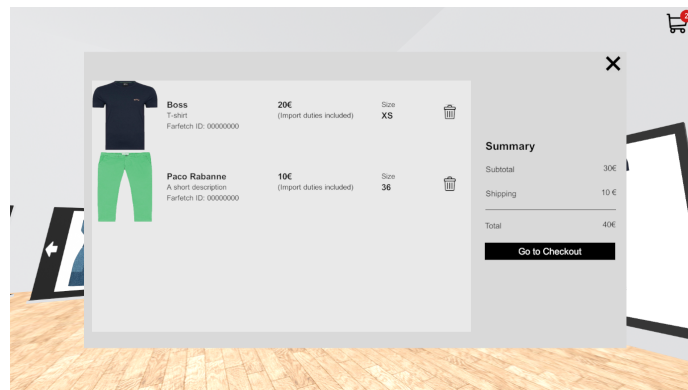 Boss
T-shirt
Farfetch ID: 00000000
20€
(Import duties included)
Size
XS
Paco Rabanne
A short description
Farfetch ID: 00000000
10€
(Import duties included)
Size
36
Summary
Subtotal 30€
Shipping 10 €
Total 40€
Go to Checkout